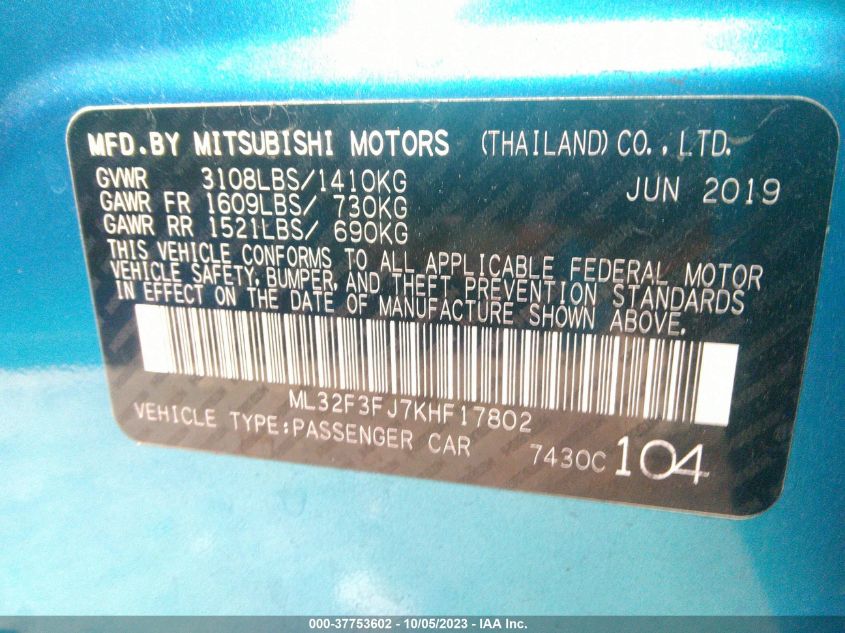 MFD.BY MITSUBISHI MOTORS (THAILAND) CO., LTD.
GVWR 3108LBS/1410KG JUN 2019
GAWR FR 1609LBS/ 730KG
GAWR RR 1521LBS/ 690KG
THIS VEHICLE CONFORMS TO ALL APPLICABLE FEDERAL MOTOR
VEHICLE SAFETY, BUMPER, AND THEFT PREVENTION STANDARDS
IN EFFECT ON THE DATE OF MANUFACTURE SHOWN ABOVE.
ML32F3FJ7KHF17802
VEHICLE TYPE:PASSENGER CAR 7430C 104
000-37753602 - 10/05/2023 - IAA Inc.